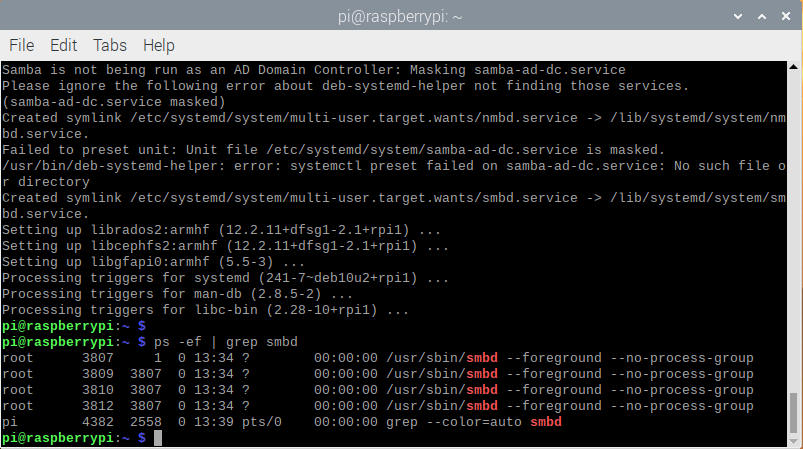 pi@raspberrypi: ~
File Edit Tabs Help
Samba is not being run as an AD Domain Controller: Masking samba-ad-dc.service
Please ignore the following error about deb-systemd-helper not finding those services.
(samba-ad-dc.service masked)
Created symlink /etc/systemd/system/multi-user.target.wants/nmbd.service -> /lib/systemd/system/nm
bd.service.
Failed to preset unit: Unit file /etc/systemd/system/samba-ad-dc.service is masked.
/usr/bin/deb-systemd-helper: error: systemctl preset failed on samba-ad-dc.service: No such file o
r directory
Created symlink /etc/systemd/system/multi-user.target.wants/smbd.service -> /lib/systemd/system/sm
bd.service.
Setting up librados2:armhf (12.2.11+dfsg1-2.1+rpi1) ...
Setting up libcephfs2:armhf (12.2.11+dfsg1-2.1+rpi1) ...
Setting up libgfapi0:armhf (5.5-3) ...
Processing triggers for systemd (241-7~deb10u2+rpi1) ...
Processing triggers for man-db (2.8.5-2) ...
Processing triggers for libc-bin (2.28-10+rpi1) ...
pi@raspberrypi:~ $
pi@raspberrypi:~ $ ps -ef | grep smbd
root      3807     1  0 13:34 ?        00:00:00 /usr/sbin/smbd --foreground --no-process-group
root      3809  3807  0 13:34 ?        00:00:00 /usr/sbin/smbd --foreground --no-process-group
root      3810  3807  0 13:34 ?        00:00:00 /usr/sbin/smbd --foreground --no-process-group
root      3812  3807  0 13:34 ?        00:00:00 /usr/sbin/smbd --foreground --no-process-group
pi        4382  2558  0 13:39 pts/0    00:00:00 grep --color=auto smbd
pi@raspberrypi:~ $